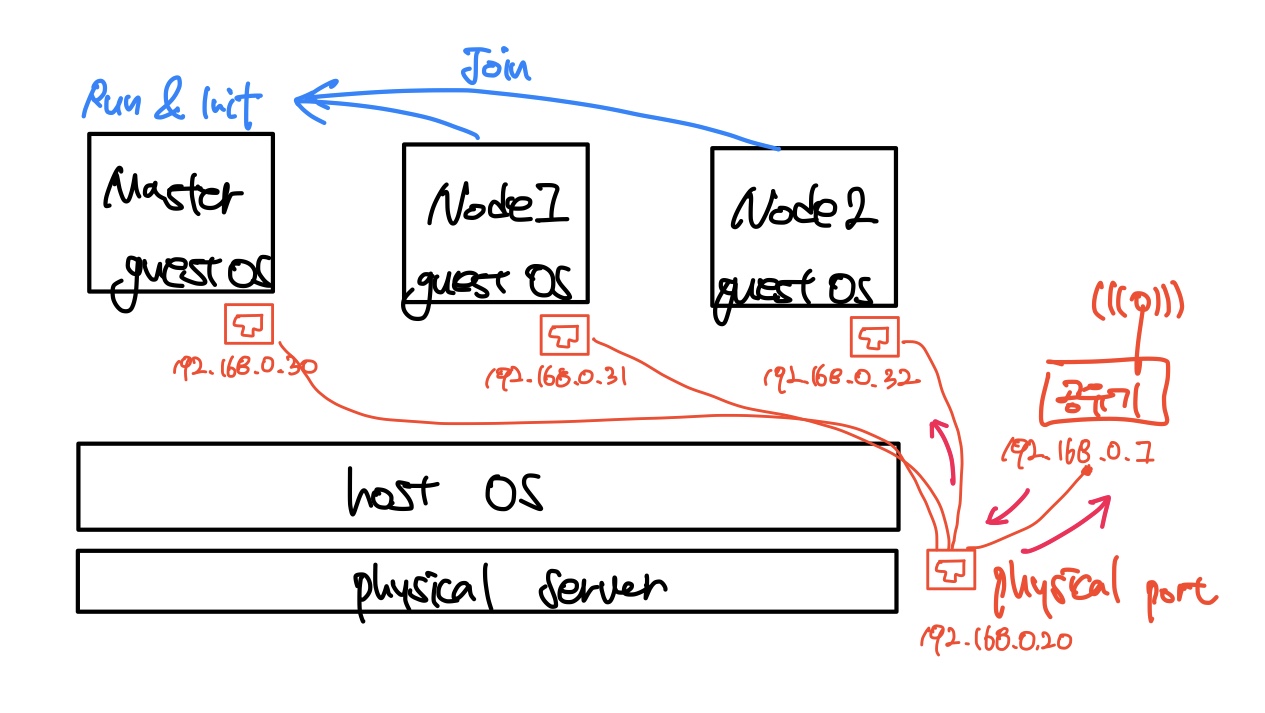 Join
Run & Init
Master
guest OS
Node1
guest OS
Node2
guest OS
192.168.0.30
192.168.0.31
192.168.0.32
공유기
192.168.0.1
host OS
physical server
physical port
192.168.0.20